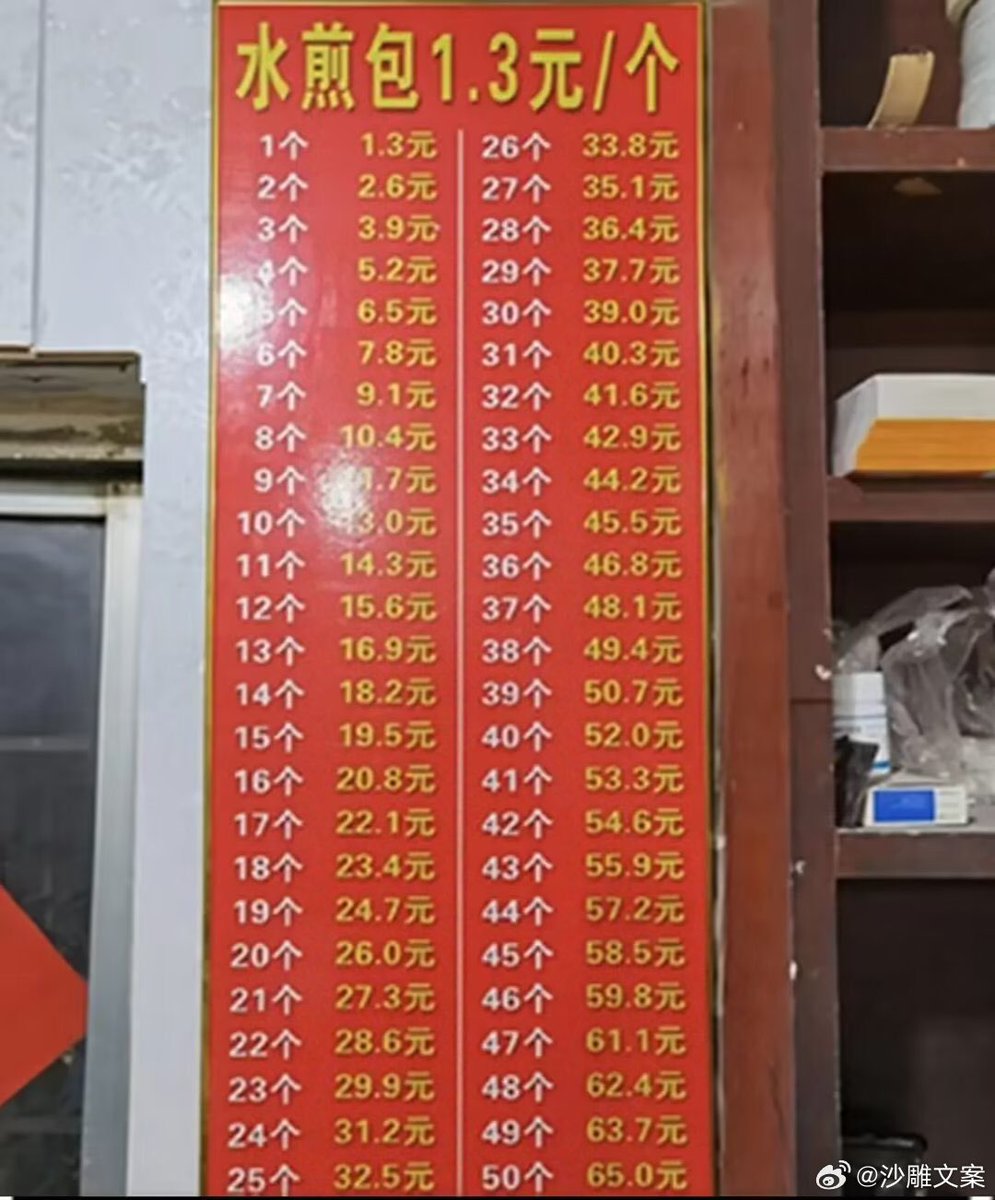 水煎包1.3元/个
1个 1.3元
2个 2.6元
3个 3.9元
4个 5.2元
5个 6.5元
6个 7.8元
7个 9.1元
8个 10.4元
9个 11.7元
10个 13.0元
11个 14.3元
12个 15.6元
13个 16.9元
14个 18.2元
15个 19.5元
16个 20.8元
17个 22.1元
18个 23.4元
19个 24.7元
20个 26.0元
21个 27.3元
22个 28.6元
23个 29.9元
24个 31.2元
25个 32.5元
26个 33.8元
27个 35.1元
28个 36.4元
29个 37.7元
30个 39.0元
31个 40.3元
32个 41.6元
33个 42.9元
34个 44.2元
35个 45.5元
36个 46.8元
37个 48.1元
38个 49.4元
39个 50.7元
40个 52.0元
41个 53.3元
42个 54.6元
43个 55.9元
44个 57.2元
45个 58.5元
46个 59.8元
47个 61.1元
48个 62.4元
49个 63.7元
50个 65.0元
@沙雕文案